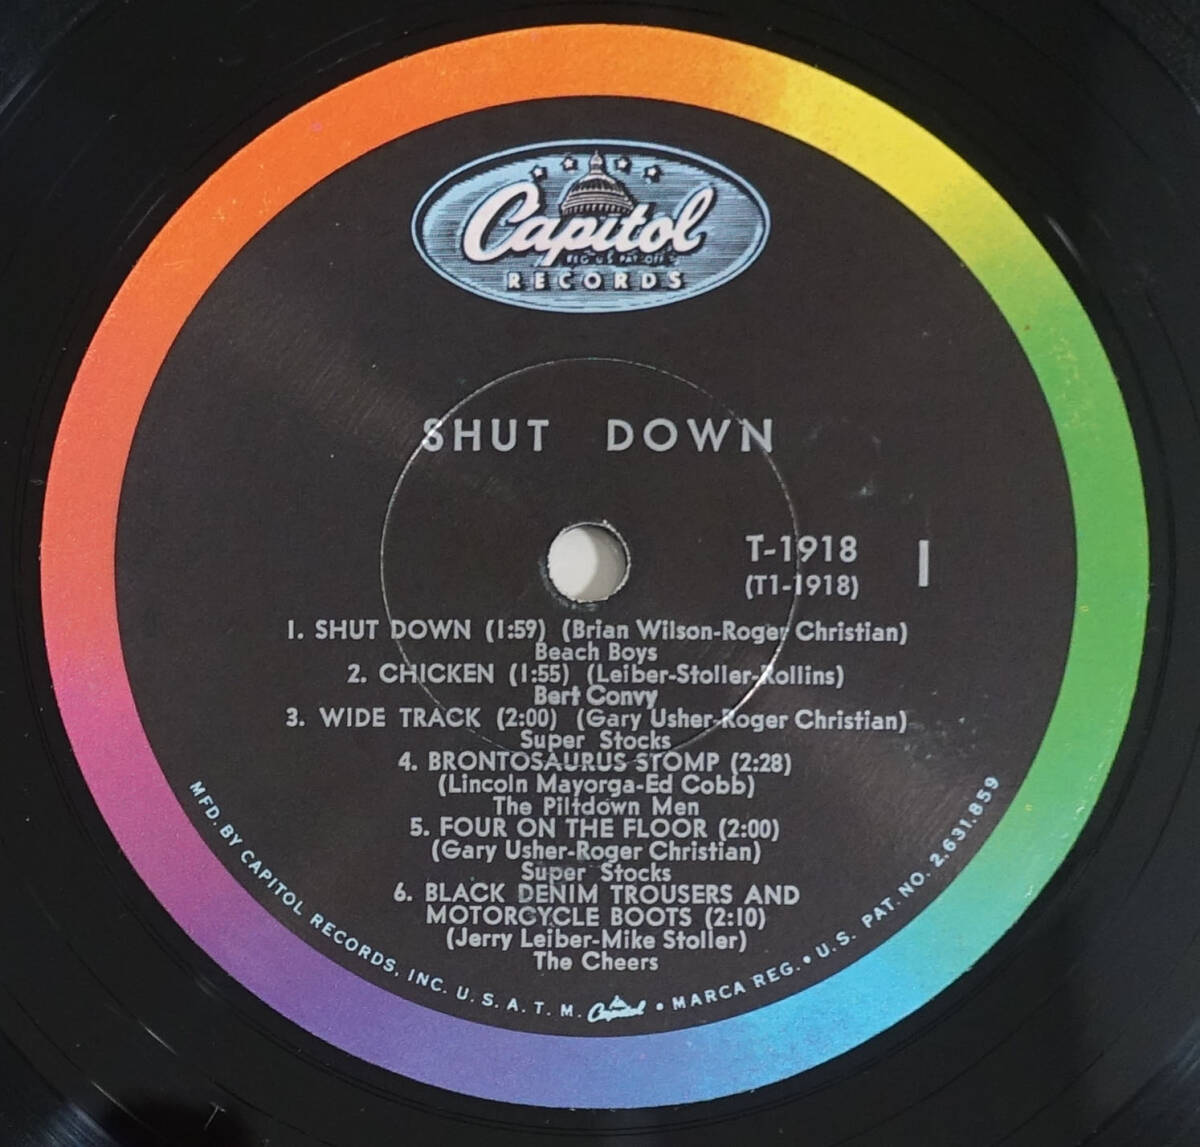 Capitol
REG. U.S. PAT. OFF.
RECORDS
SHUT DOWN
T-1918
(T1-1918)
1
1. SHUT DOWN (1:59) (Brian Wilson-Roger Christian)
Beach Boys
2. CHICKEN (1:55) (Leiber-Stoller-Rollins)
Bert Convy
3. WIDE TRACK (2:00) (Gary Usher-Roger Christian)
Super Stocks
4. BRONTOSAURUS STOMP (2:28)
(Lincoln Mayorga-Ed Cobb)
The Piltdown Men
5. FOUR ON THE FLOOR (2:00)
(Gary Usher-Roger Christian)
Super Stocks
6. BLACK DENIM TROUSERS AND
MOTORCYCLE BOOTS (2:10)
(Jerry Leiber-Mike Stoller)
The Cheers
MFD. BY CAPITOL RECORDS, INC. U. S. A. T. M. Capitol • MARCA REG. • U.S. PAT. NO. 2,631,859